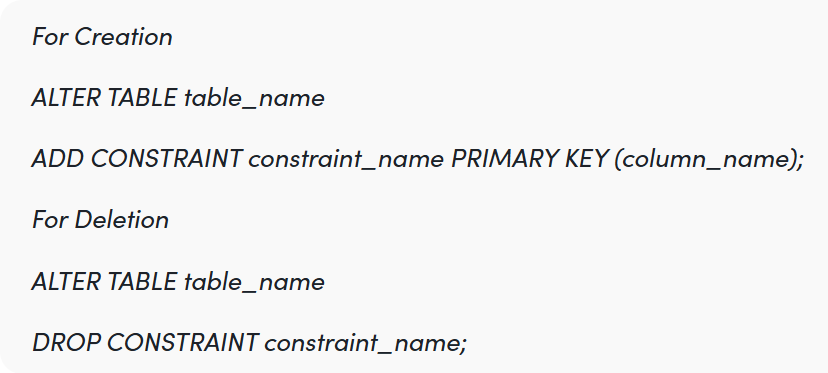 For Creation
ALTER TABLE table_name
ADD CONSTRAINT constraint_name PRIMARY KEY (column_name);
For Deletion
ALTER TABLE table_name
DROP CONSTRAINT constraint_name;